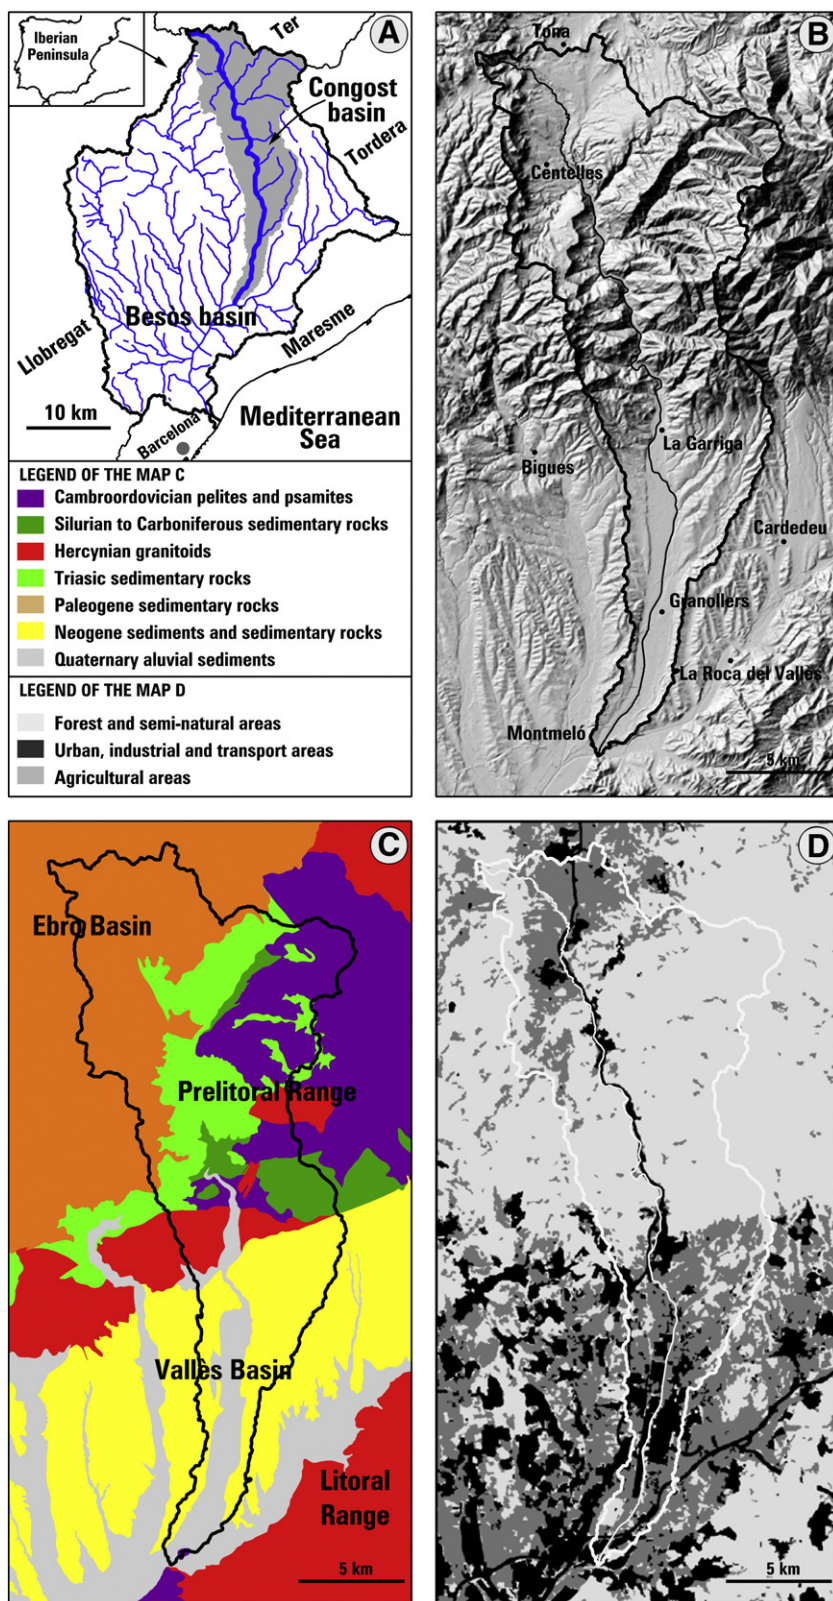 Iberian
Peninsula
Ter
A
Congost
basin
Tordera
Besòs basin
Llobregat
Maresme
10 km
Barcelona
Mediterranean
Sea
LEGEND OF THE MAP C
Cambroordovician pelites and psamites
Silurian to Carboniferous sedimentary rocks
Hercynian granitoids
Triasic sedimentary rocks
Paleogene sedimentary rocks
Neogene sediments and sedimentary rocks
Quaternary aluvial sediments
LEGEND OF THE MAP D
Forest and semi-natural areas
Urban, industrial and transport areas
Agricultural areas
B
Tona
Centelles
La Garriga
Bigues
Cardedeu
Granollers
La Roca del Vallès
Montmeló
5 km
C
Ebro Basin
Prelitoral Range
Vallès Basin
Litoral
Range
5 km
D
5 km